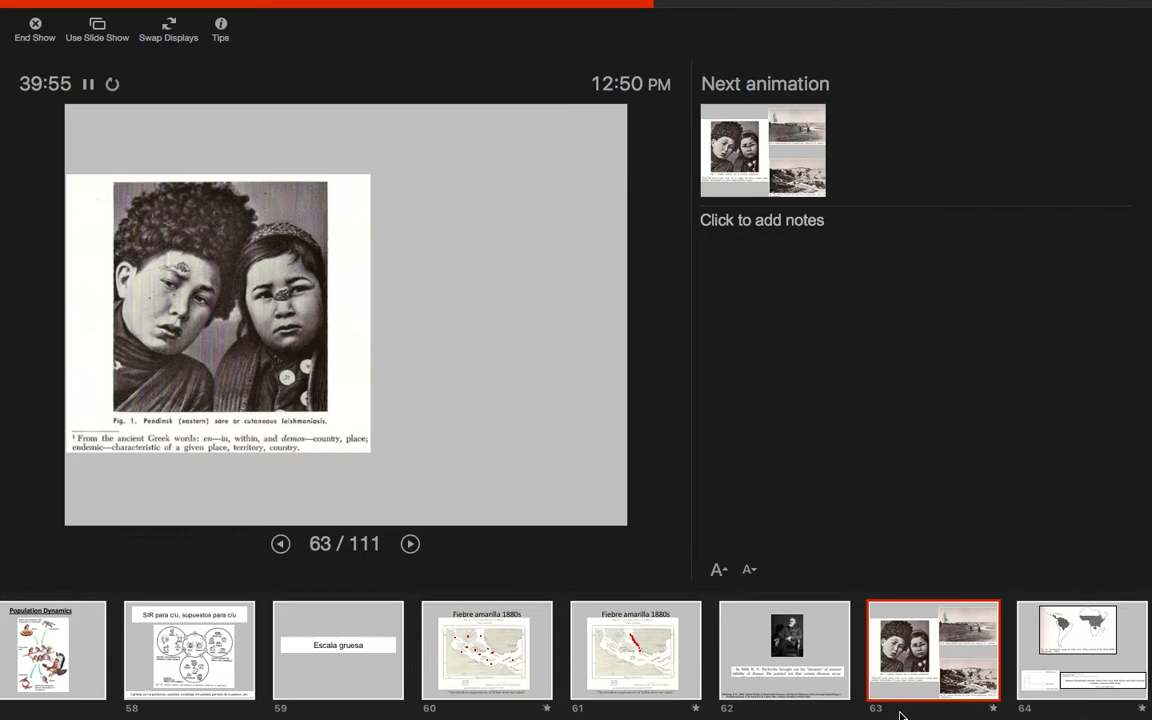 End Show
Use Slide Show
Swap Displays
Tips
39:55
12:50 PM
Next animation
Click to add notes
Fig. 1. Pendinsk (eastern) sore or cutaneous leishmoniosis.
¹ From the ancient Greek words: en—in, within, and demos—country, place;
endemic—characteristic of a given place, territory, country.
63 / 111
A A
Population Dynamics
SIR para c/u, supuestos para c/u
Escala gruesa
Fiebre amarilla 1880s
Fiebre amarilla 1880s
58
59
60
61
62
63
64